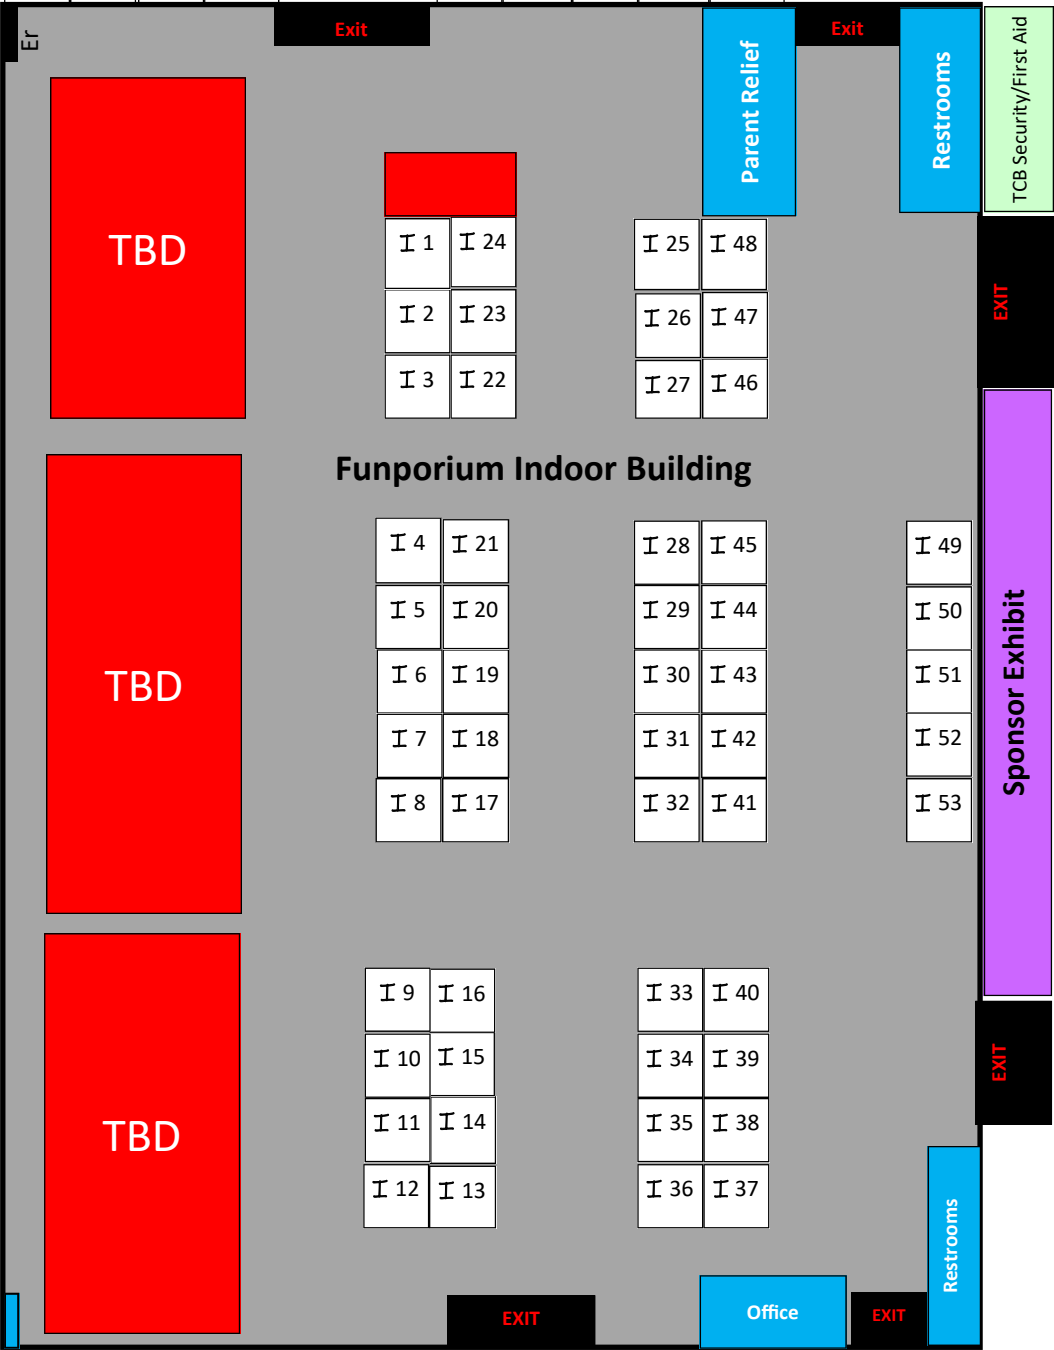 Er
Exit
Exit
Parent Relief
Restrooms
TCB Security/First Aid
TBD
I 1 I 24
I 25 I 48
I 2 I 23
I 26 I 47
EXIT
I 3 I 22
I 27 I 46
Funporium Indoor Building
I 4 I 21
I 28 I 45
I 49
I 5 I 20
I 29 I 44
I 50
TBD
I 6 I 19
I 30 I 43
I 51
Sponsor Exhibit
I 7 I 18
I 31 I 42
I 52
I 8 I 17
I 32 I 41
I 53
I 9 I 16
I 33 I 40
I 10 I 15
I 34 I 39
EXIT
TBD
I 11 I 14
I 35 I 38
I 12 I 13
I 36 I 37
Restrooms
EXIT
Office
EXIT